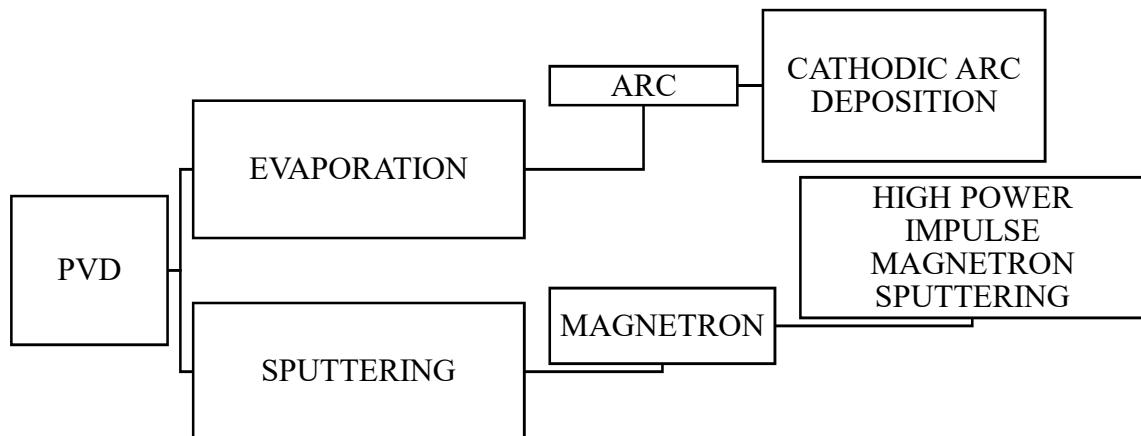 PVD
EVAPORATION
ARC
CATHODIC ARC
DEPOSITION
SPUTTERING
MAGNETRON
HIGH POWER
IMPULSE
MAGNETRON
SPUTTERING